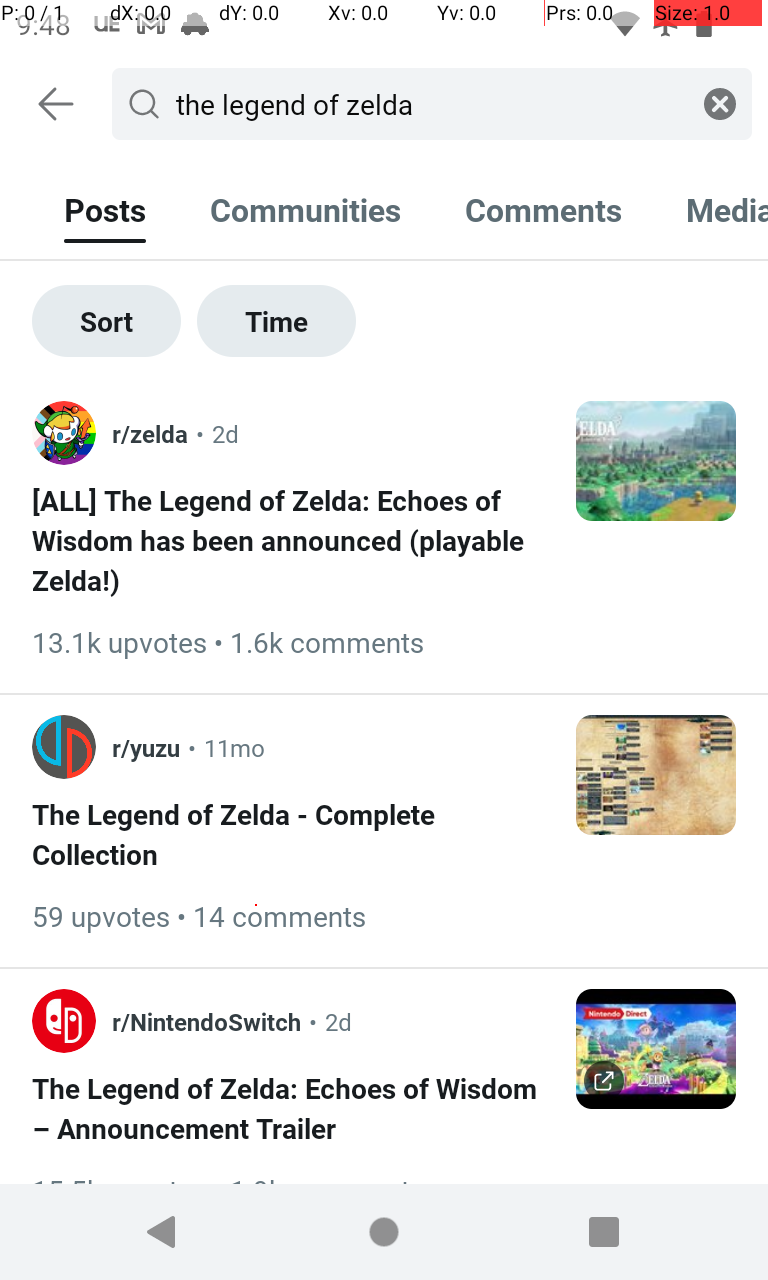 P: 0 / 1 dX: 0.0 dY: 0.0 Xv: 0.0 Yv: 0.0 Prs: 0.0 Size: 1.0
9:48 UE
the legend of zelda
Posts Communities Comments Media
Sort Time
r/zelda • 2d
[ALL] The Legend of Zelda: Echoes of
Wisdom has been announced (playable
Zelda!)
13.1k upvotes • 1.6k comments
r/yuzu • 11mo
The Legend of Zelda - Complete
Collection
59 upvotes • 14 comments
r/NintendoSwitch • 2d
Nintendo Direct
ZELDA
The Legend of Zelda: Echoes of Wisdom
– Announcement Trailer